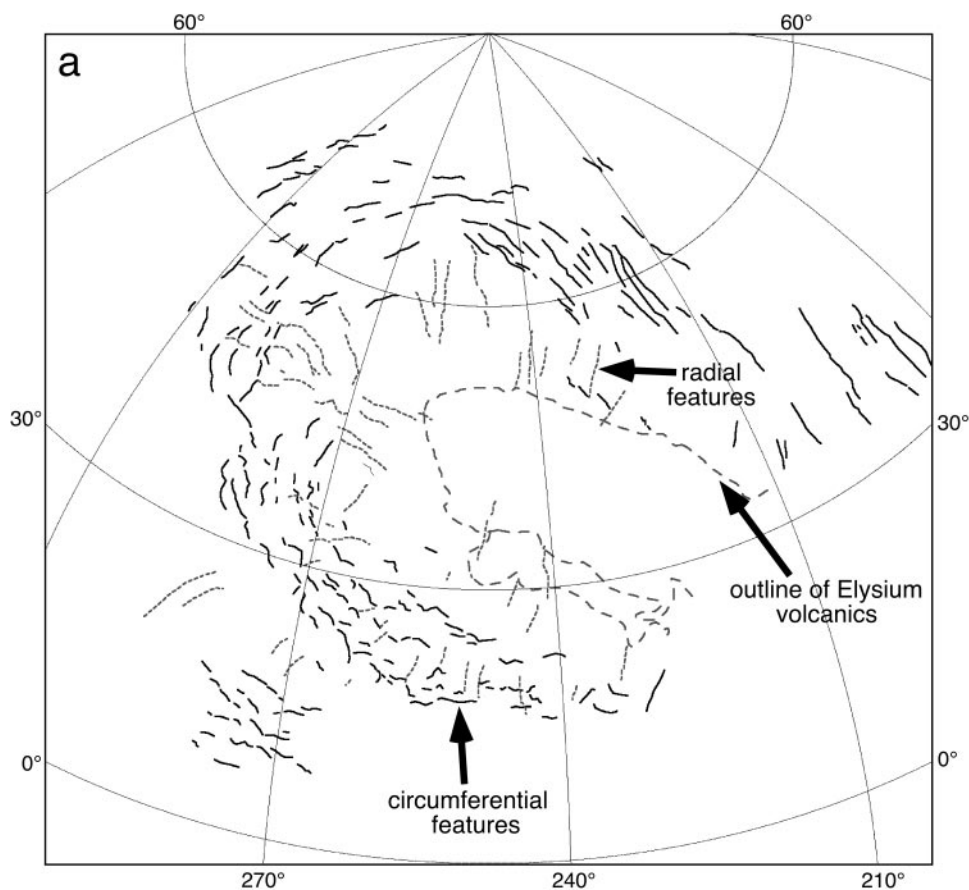 60° 60°
a
radial
features
30° 30°
outline of Elysium
volcanics
0° 0°
circumferential
features
270° 240° 210°